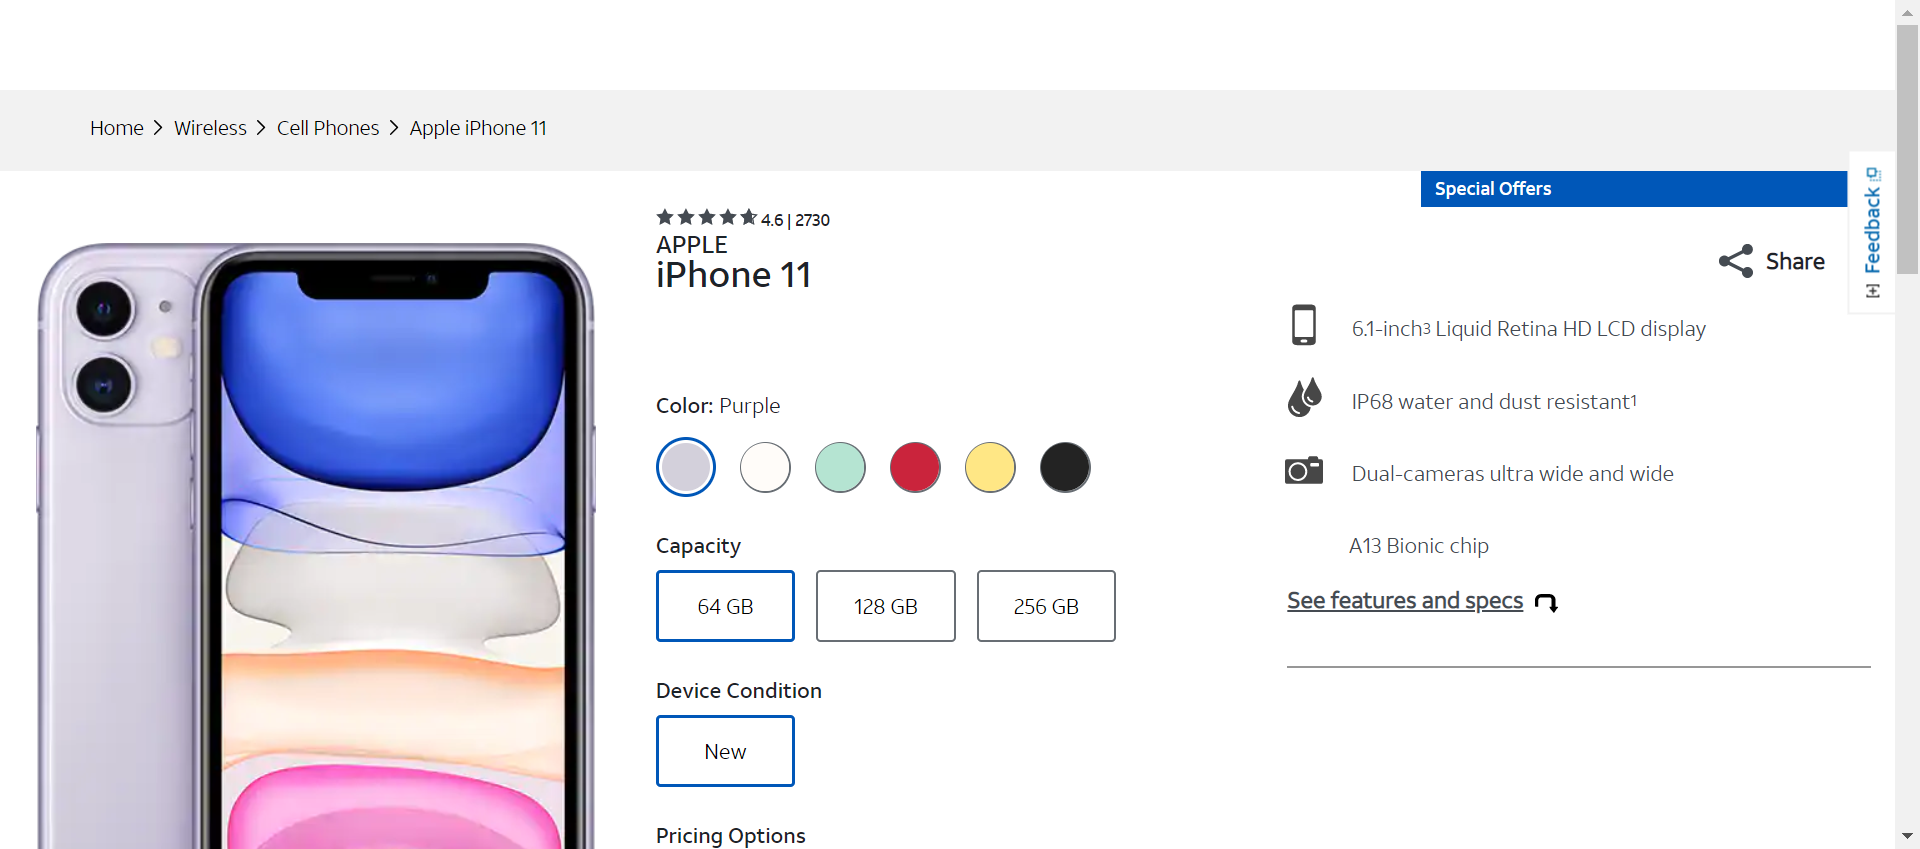 Home > Wireless > Cell Phones > Apple iPhone 11
Special Offers
Feedback
4.6 | 2730
APPLE
iPhone 11
Share
6.1-inch3 Liquid Retina HD LCD display
IP68 water and dust resistant1
Dual-cameras ultra wide and wide
A13 Bionic chip
See features and specs
Color: Purple
Capacity
64 GB
128 GB
256 GB
Device Condition
New
Pricing Options